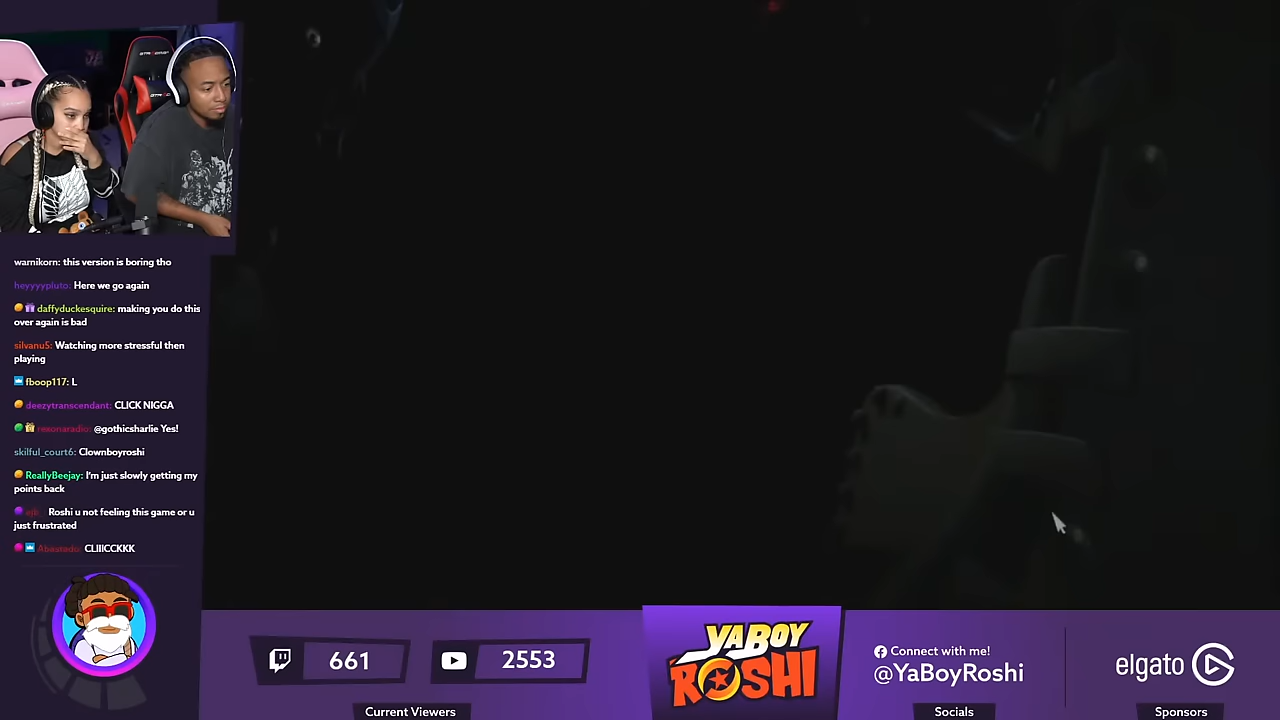 warnikorn: this version is boring tho
heyyyypluto: Here we go again
daffyduckesquire: making you do this
over again is bad
silvanu5: Watching more stressful then
playing
fboop117: L
deezytranscendant: CLICK NIGGA
@gothicsharlie Yes!
skilful_court6: Clownboyroshi
ReallyBeejay: I'm just slowly getting my
points back
Roshi u not feeling this game or u
just frustrated
CLIIICCKKK
661
2553
Current Viewers
YABOY
ROSHI
Connect with me!
@YaBoyRoshi
Socials
elgato
Sponsors